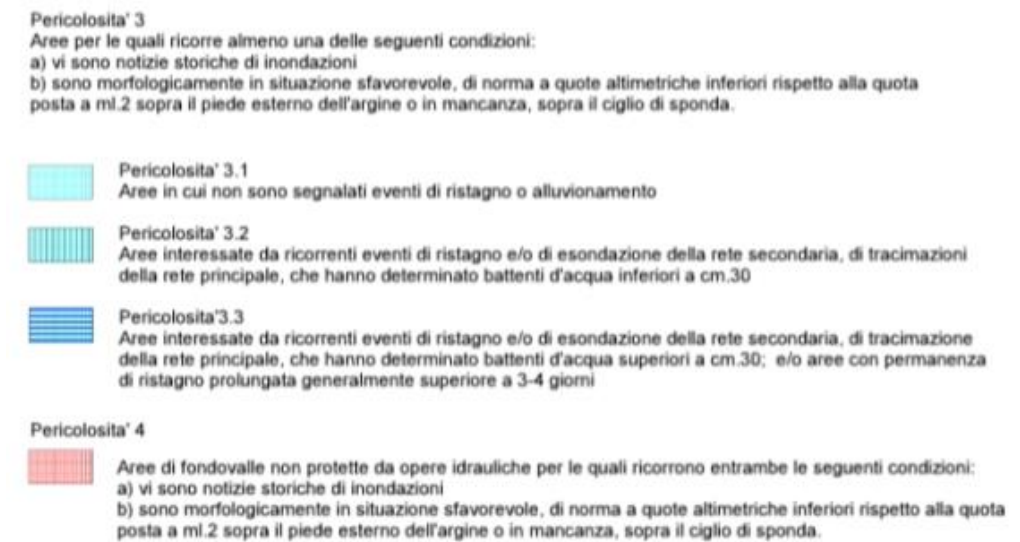 Pericolosita' 3
Aree per le quali ricorre almeno una delle seguenti condizioni:
a) vi sono notizie storiche di inondazioni
b) sono morfologicamente in situazione sfavorevole, di norma a quote altimetriche inferiori rispetto alla quota
posta a ml.2 sopra il piede esterno dell'argine o in mancanza, sopra il ciglio di sponda.
Pericolosita' 3.1
Aree in cui non sono segnalati eventi di ristagno o alluvionamento
Pericolosita' 3.2
Aree interessate da ricorrenti eventi di ristagno e/o di esondazione della rete secondaria, di tracimazioni
della rete principale, che hanno determinato battenti d'acqua inferiori a cm.30
Pericolosita'3.3
Aree interessate da ricorrenti eventi di ristagno e/o di esondazione della rete secondaria, di tracimazione
della rete principale, che hanno determinato battenti d'acqua superiori a cm.30; e/o aree con permanenza
di ristagno prolungata generalmente superiore a 3-4 giorni
Pericolosita' 4
Aree di fondovalle non protette da opere idrauliche per le quali ricorrono entrambe le seguenti condizioni:
a) vi sono notizie storiche di inondazioni
b) sono morfologicamente in situazione sfavorevole, di norma a quote altimetriche inferiori rispetto alla quota
posta a ml.2 sopra il piede esterno dell'argine o in mancanza, sopra il ciglio di sponda.